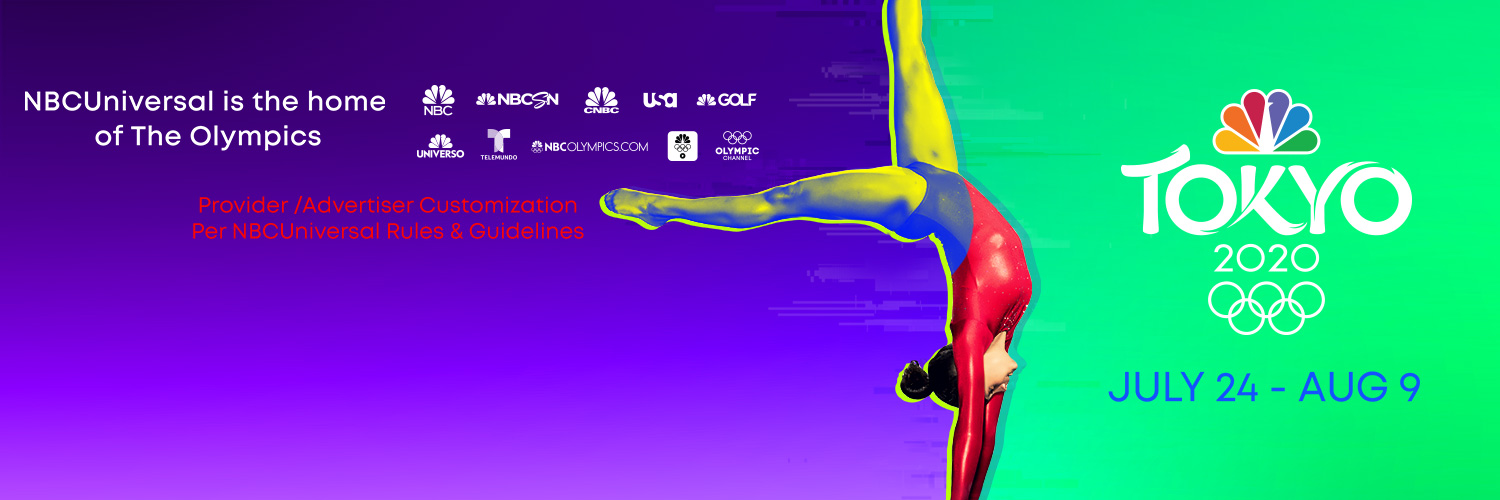 NBCUniversal is the home
of The Olympics
NBC
NBCSN
CNBC
USA
GOLF
UNIVERSO
TELEMUNDO
NBCOLYMPICS.COM
OLYMPIC
CHANNEL
Provider /Advertiser Customization
Per NBCUniversal Rules & Guidelines
TOKYO
2020
JULY 24 - AUG 9